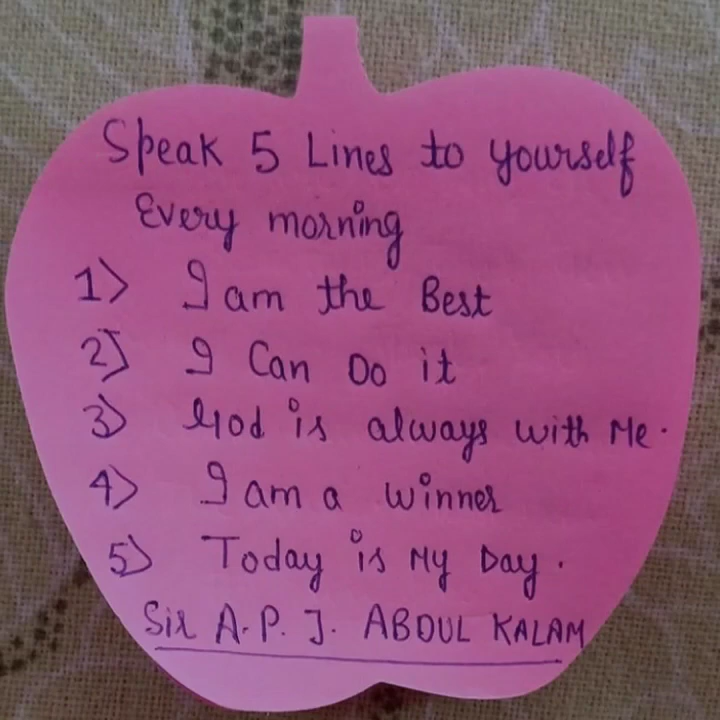 Speak 5 Lines to yourself
Every morning
1> I am the Best
2> I Can Do it
3> God is always with Me.
4> I am a winner
5> Today is My Day.
Sir A.P.J. ABDUL KALAM